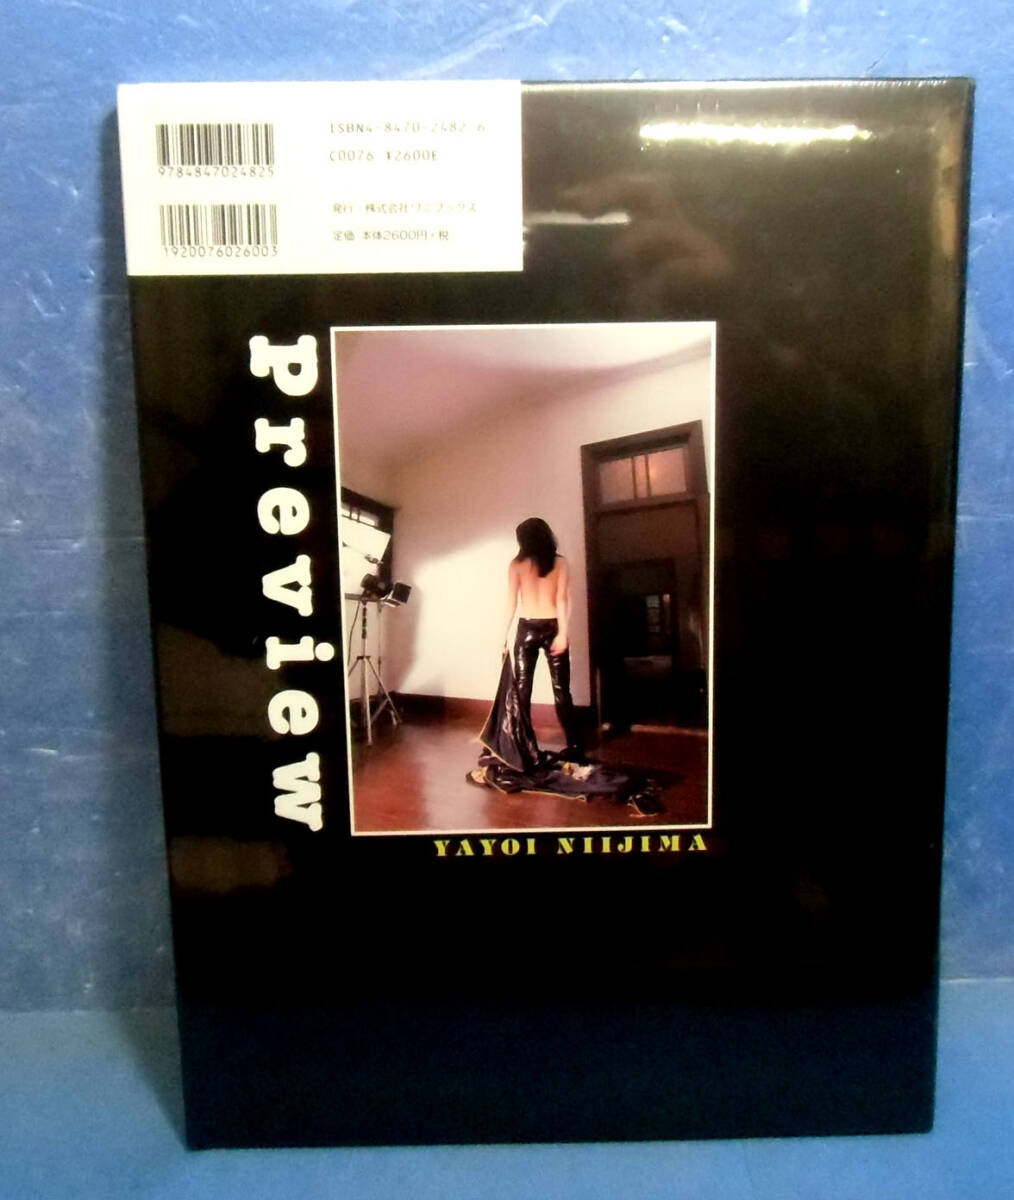 ISBN4-8470-2482-6
C0076 ¥2600E
9784847024825
発行・株式会社ワニブックス
定価 本体2600円+税
1920076026003
Preview
YAYOI NIIJIMA